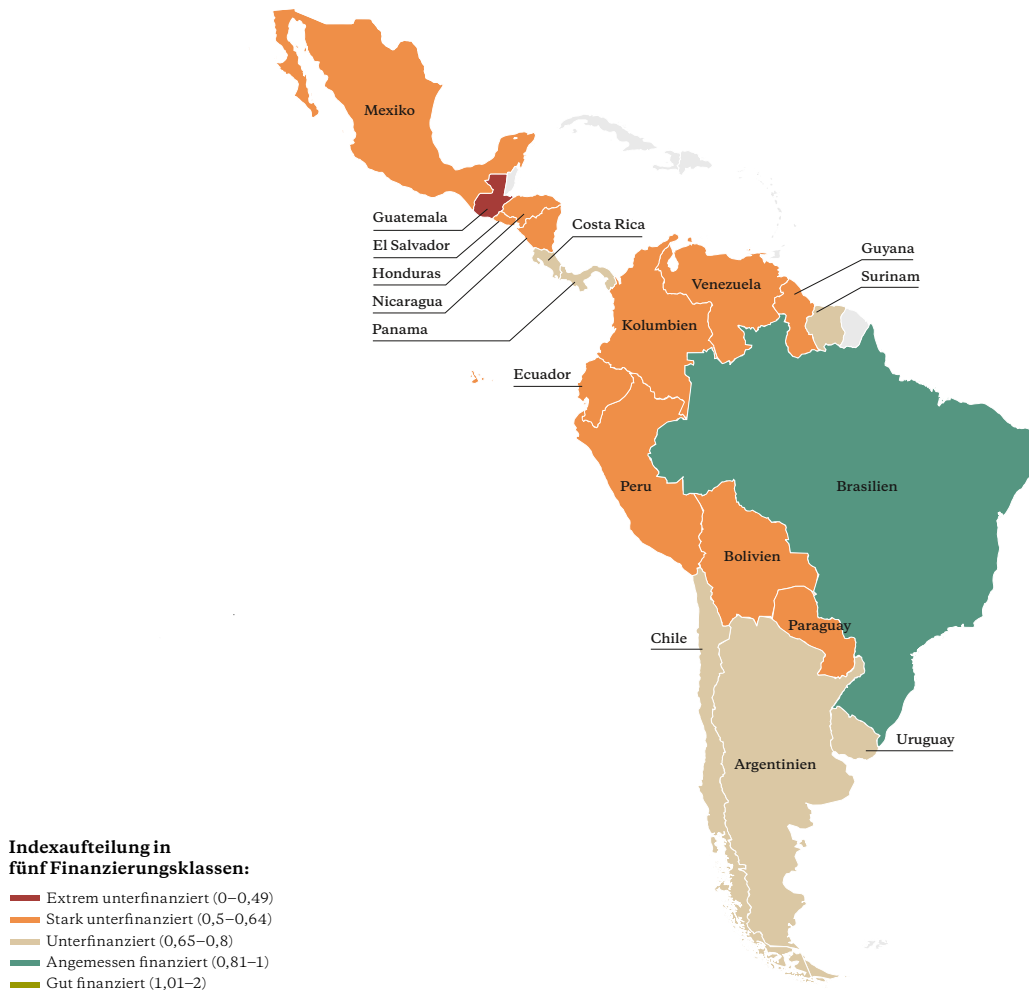 Mexiko
Guatemala
El Salvador
Honduras
Nicaragua
Panama
Costa Rica
Guyana
Surinam
Venezuela
Kolumbien
Ecuador
Peru
Brasilien
Bolivien
Paraguay
Chile
Uruguay
Argentinien
Indexaufteilung in
fünf Finanzierungsklassen:
Extrem unterfinanziert (0–0,49)
Stark unterfinanziert (0,5–0,64)
Unterfinanziert (0,65–0,8)
Angemessen finanziert (0,81–1)
Gut finanziert (1,01–2)